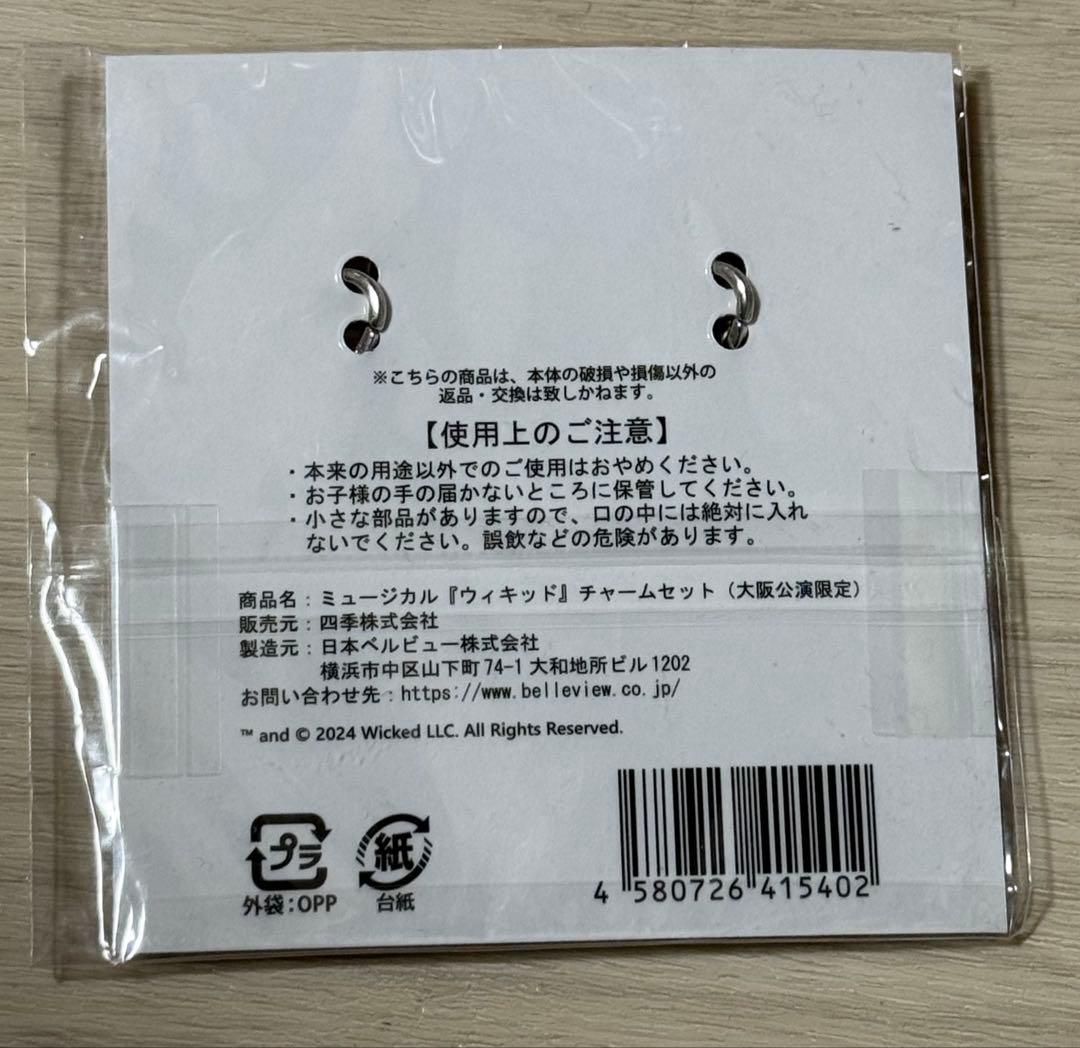 ※こちらの商品は、本体の破損や損傷以外の
返品・交換は致しかねます。
【使用上のご注意】
・本来の用途以外でのご使用はおやめください。
・お子様の手の届かないところに保管してください。
・小さな部品がありますので、口の中には絶対に入れ
ないでください。誤飲などの危険があります。
商品名：ミュージカル『ウィキッド』チャームセット（大阪公演限定）
販売元：四季株式会社
製造元：日本ベルビュー株式会社
横浜市中区山下町74-1 大和地所ビル1202
お問い合わせ先：https://www.belleview.co.jp/
™ and © 2024 Wicked LLC. All Rights Reserved.
プラ
外袋：OPP
紙
台紙
4 580726 415402